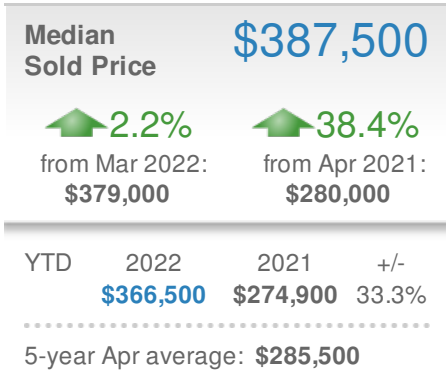 Median $387,500
Sold Price
2.2% 38.4%
from Mar 2022: from Apr 2021:
$379,000 $280,000
YTD 2022 2021 +/-
$366,500 $274,900 33.3%
5-year Apr average: $285,500